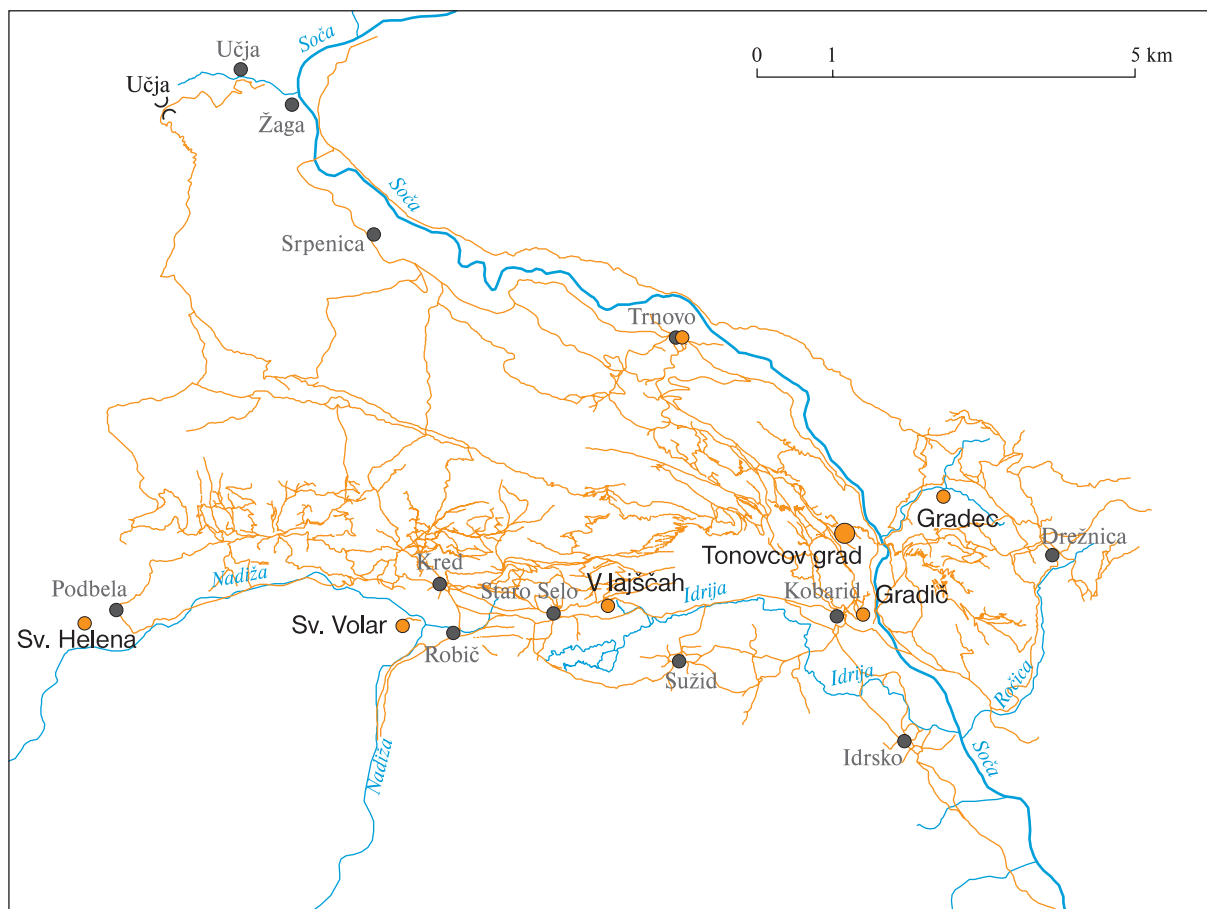 Soča
Učja
0
1
5 km
Učja
Žaga
Soča
Srpenica
Trnovo
Gradec
Tonovcov grad
Drežnica
Kred
V lajščah
Nadiža
Staro Selo
Idrija
Kobarid
Gradič
Podbela
Sv. Helena
Sv. Volar
Robič
Sužid
Idrija
Ročica
Nadiža
Idrsko
Soča